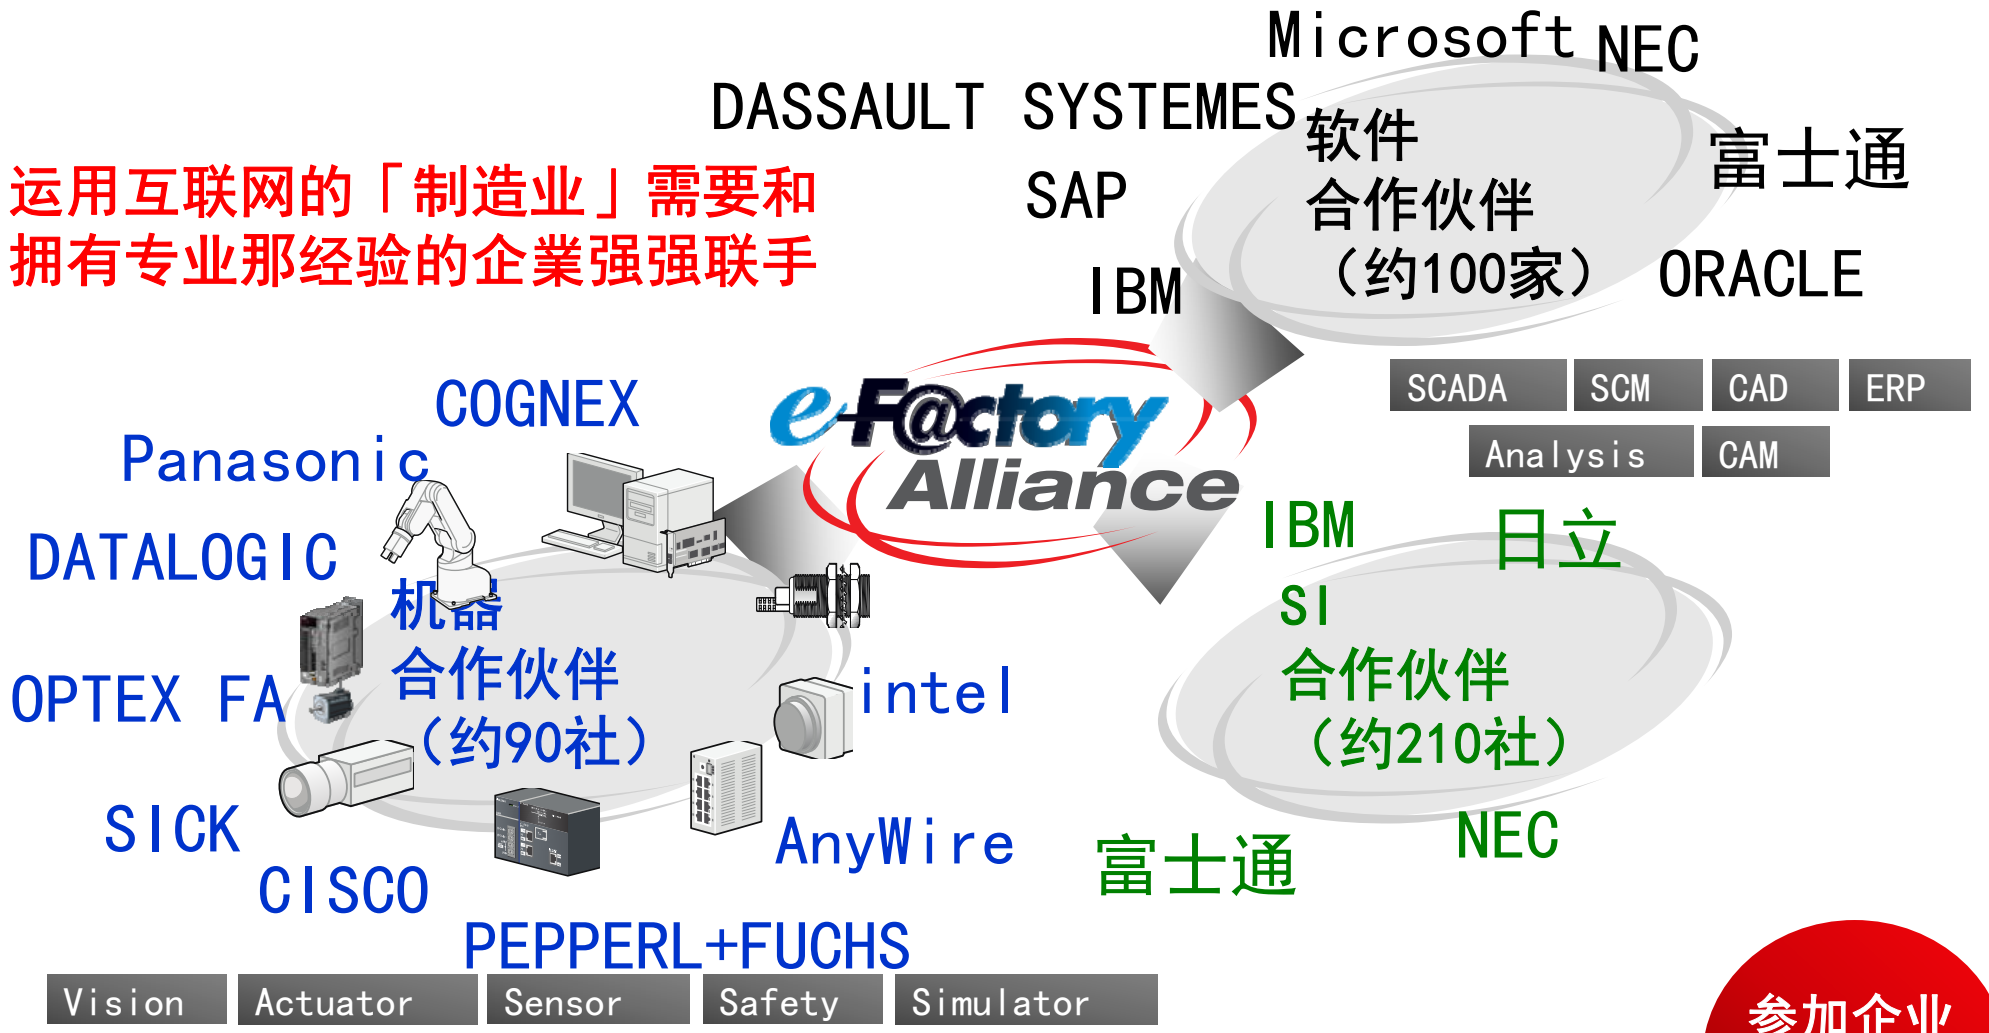 Microsoft NEC
DASSAULT SYSTEMES
软件
合作伙伴
（约100家）
富士通
SAP
IBM
ORACLE
运用互联网的「制造业」需要和
拥有专业那经验的企業强强联手
e-F@ctory
Alliance
SCADA SCM CAD ERP
Analysis CAM
COGNEX
Panasonic
DATALOGIC
机器
合作伙伴
（约90社）
OPTEX FA
intel
SICK
AnyWire
CISCO
PEPPERL+FUCHS
IBM 日立
SI
合作伙伴
（约210社）
富士通
NEC
Vision Actuator Sensor Safety Simulator
参加企业